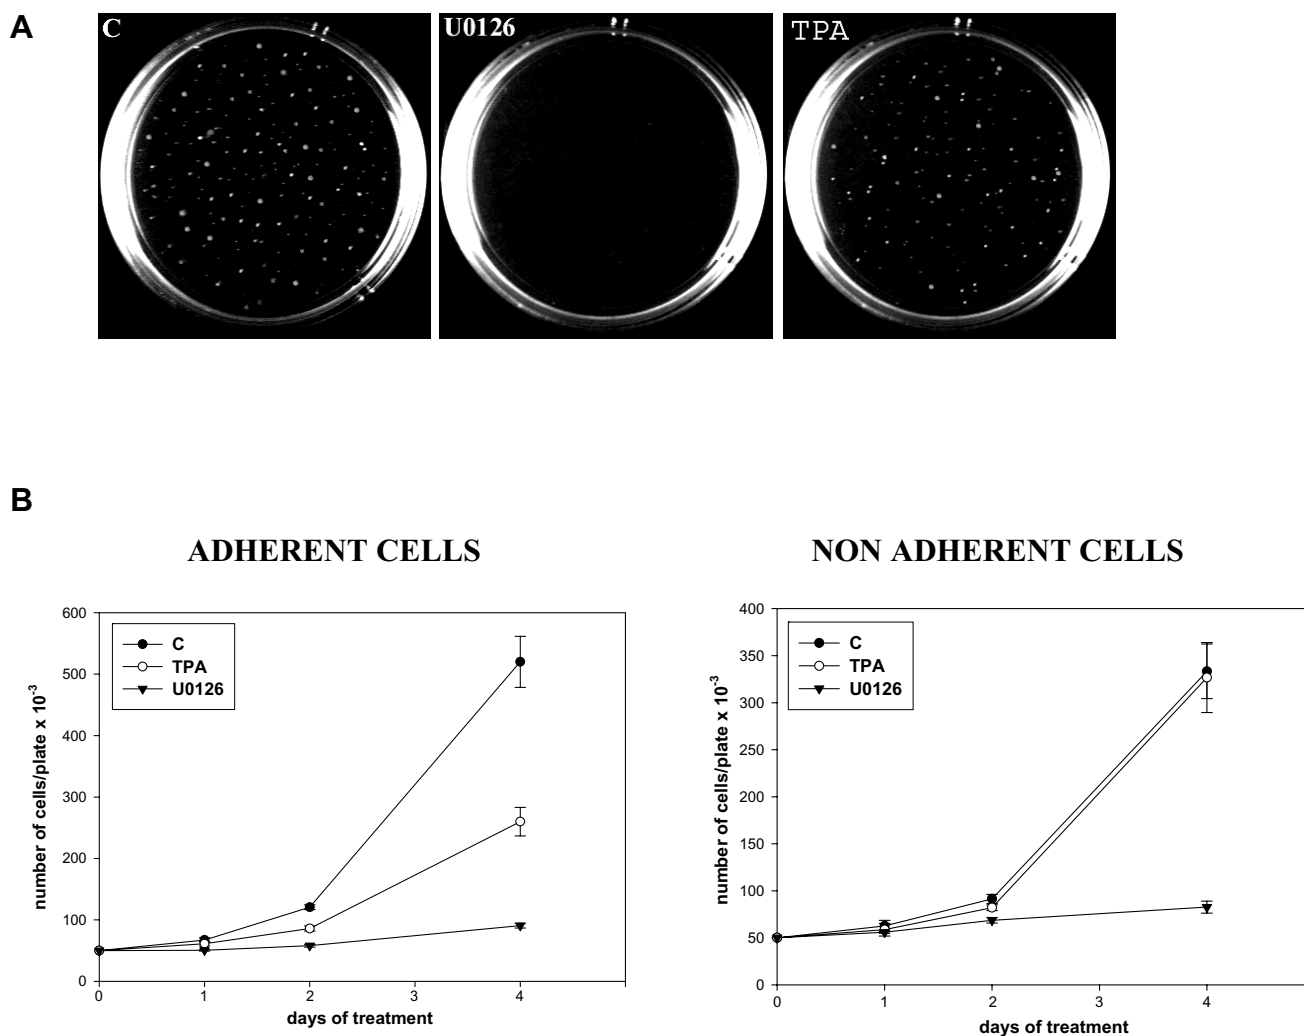 A
C
U0126
TPA
B
ADHERENT CELLS
NON ADHERENT CELLS
number of cells/plate x 10-3
600
500
400
300
200
100
0
C
TPA
U0126
0
1
2
3
4
days of treatment
number of cells/plate x 10-3
400
350
300
250
200
150
100
50
0
C
TPA
U0126
0
1
2
3
4
days of treatment